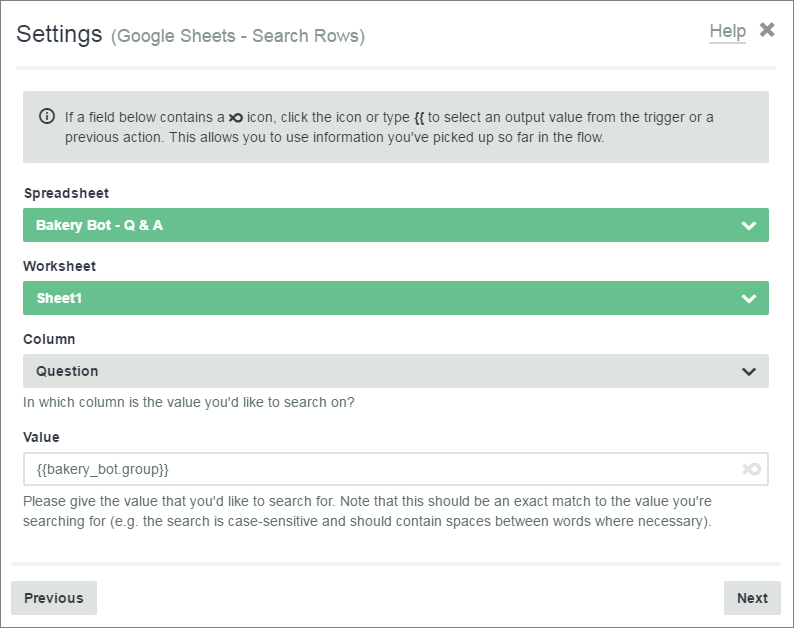 Settings (Google Sheets - Search Rows)
Help
If a field below contains a icon, click the icon or type {{ to select an output value from the trigger or a
previous action. This allows you to use information you've picked up so far in the flow.
Spreadsheet
Bakery Bot - Q & A
Worksheet
Sheet1
Column
Question
In which column is the value you'd like to search on?
Value
{{bakery_bot.group}}
Please give the value that you'd like to search for. Note that this should be an exact match to the value you're
searching for (e.g. the search is case-sensitive and should contain spaces between words where necessary).
Previous
Next